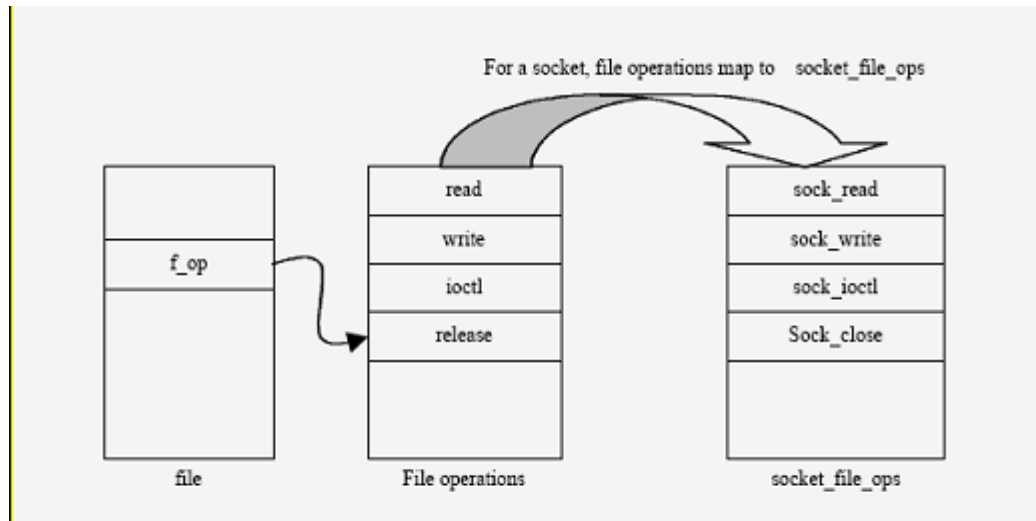 For a socket, file operations map to socket_file_ops
f_op
read
write
ioctl
release
sock_read
sock_write
sock_ioctl
Sock_close
file
File operations
socket_file_ops